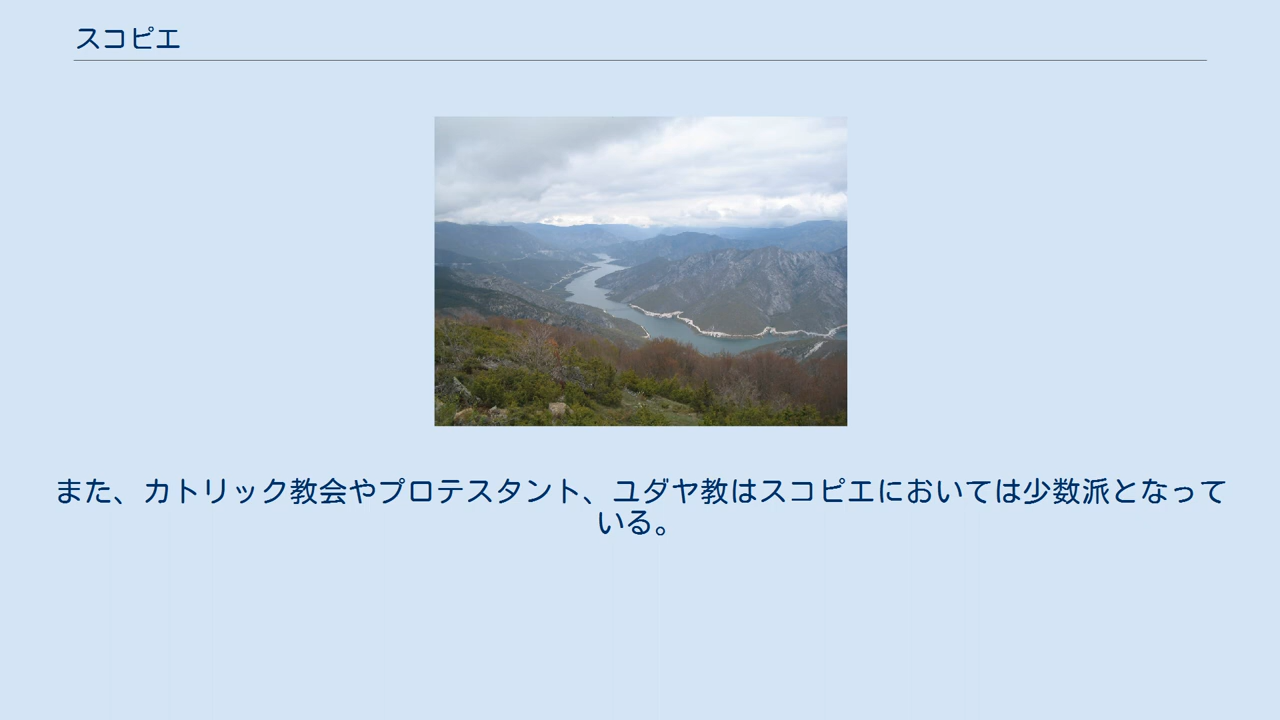 スコピエ
また、カトリック教会やプロテスタント、ユダヤ教はスコピエにおいては少数派となって
いる。